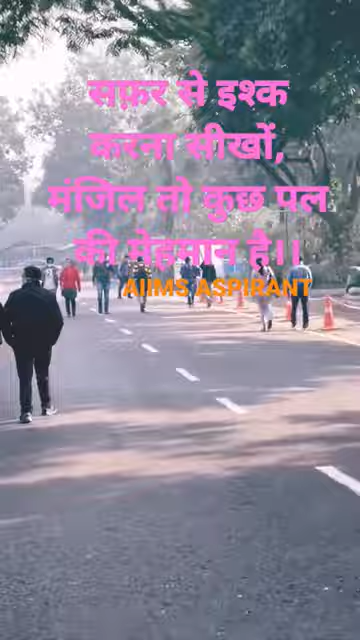 सफ़र से इश्क
करना सीखों,
मंजिल तो कुछ पल
की मेहमान है।।
AIIMS ASPIRANT